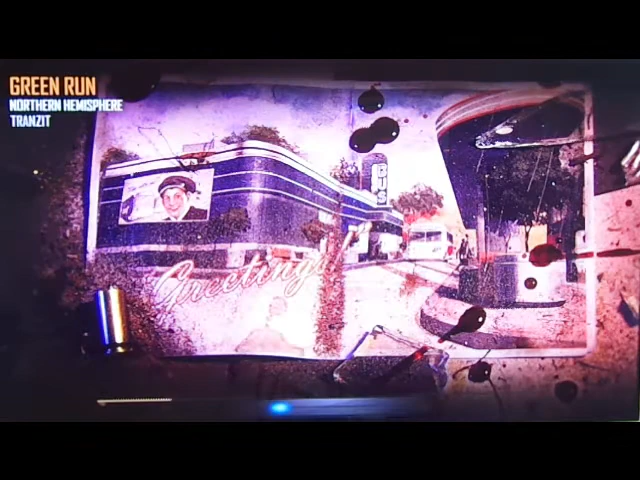 GREEN RUN
NORTHERN HEMISPHERE
TRANZIT
BUS
Greetings!